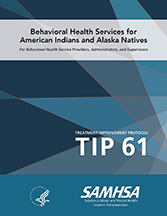 Behavioral Health Services for
American Indians and Alaska Natives
For Behavioral Health Service Providers, Administrators, and Supervisors
TREATMENT IMPROVEMENT PROTOCOL
TIP 61
SAMHSA
Substance Abuse and Mental Health
Services Administration